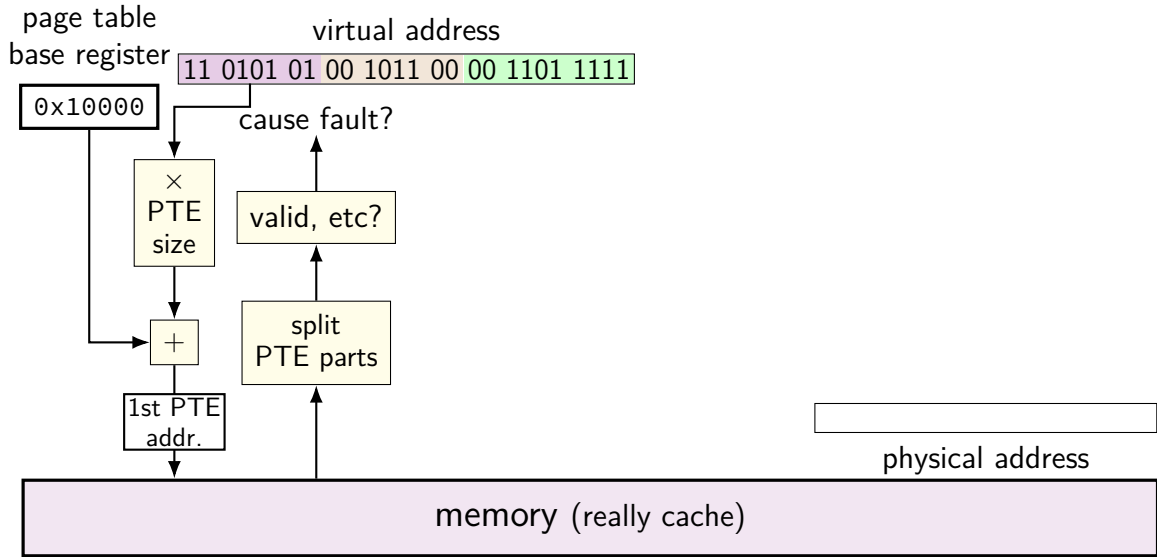 page table
base register
0x10000
virtual address
11 0101 01 00 1011 00 00 1101 1111
cause fault?
×
PTE
size
valid, etc?
+
split
PTE parts
1st PTE
addr.
physical address
memory (really cache)